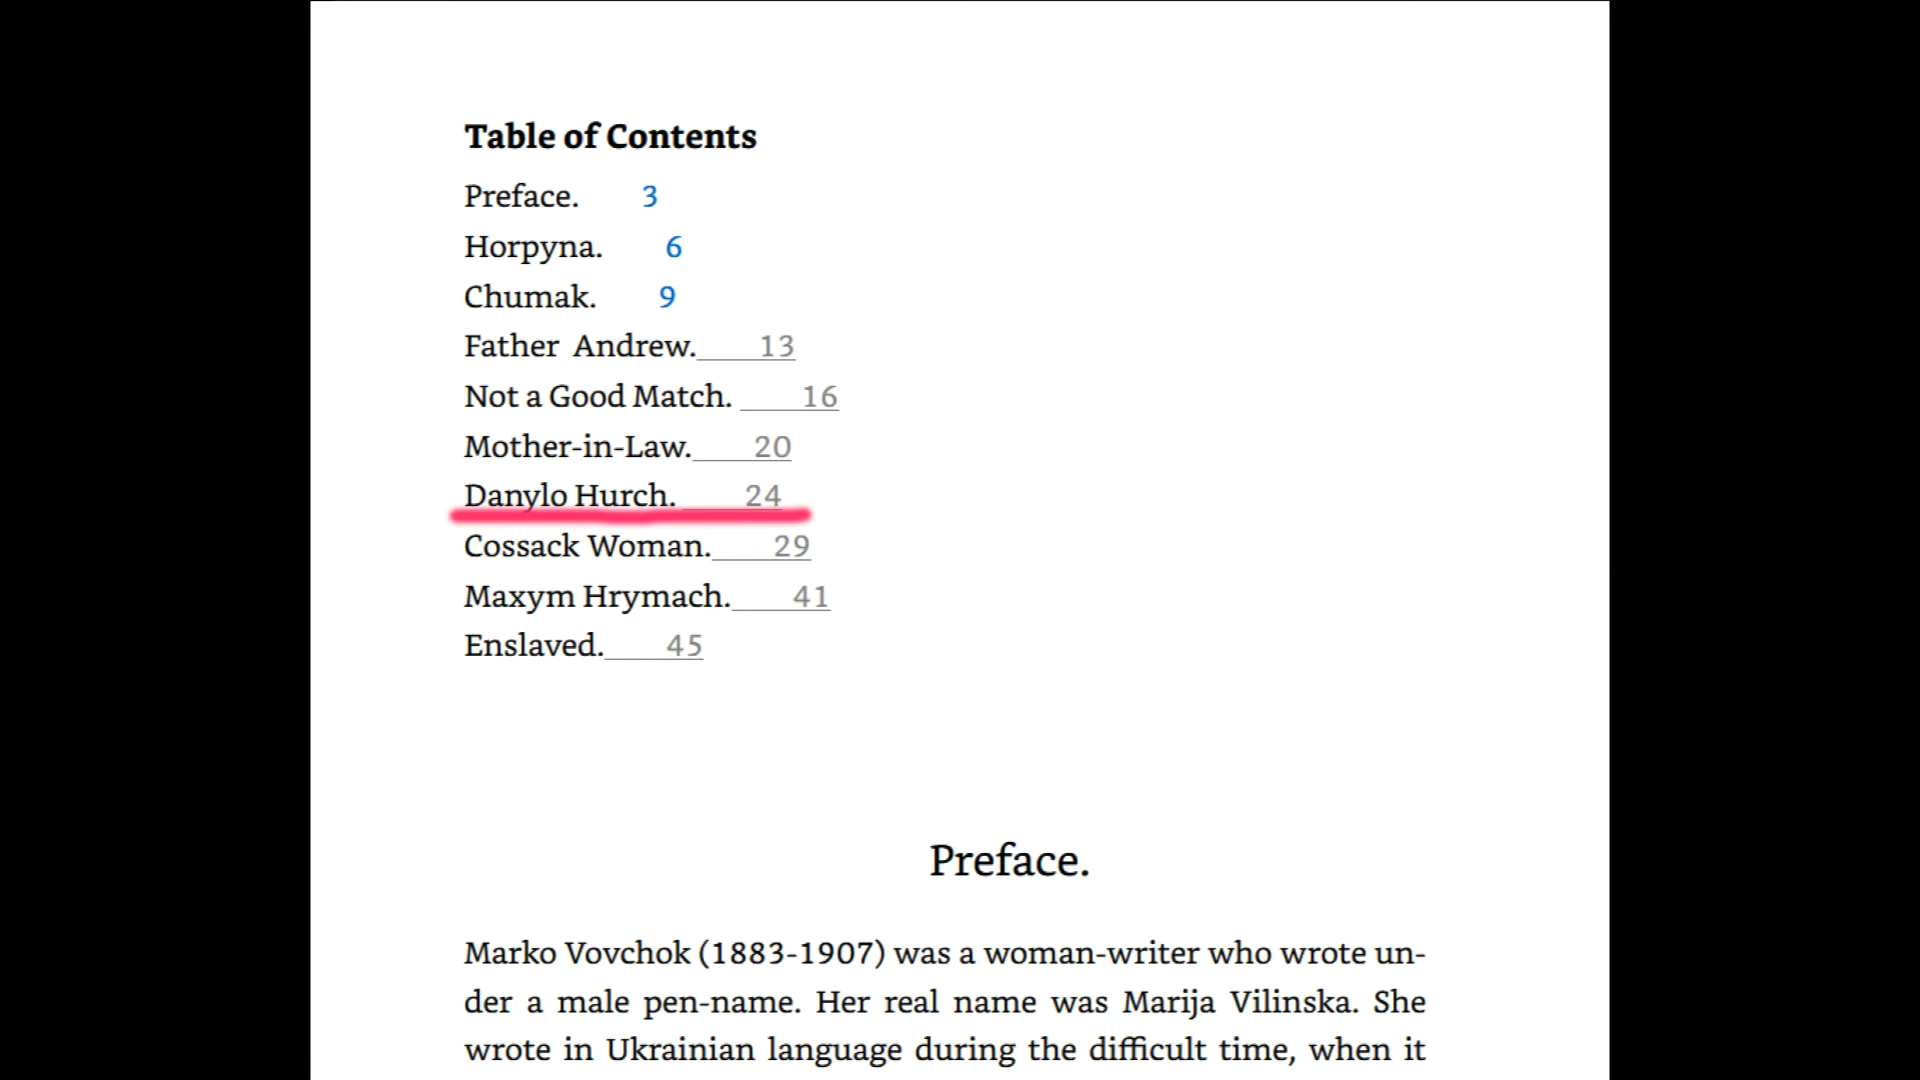 Table of Contents
Preface. 3
Horpyna. 6
Chumak. 9
Father Andrew. 13
Not a Good Match. 16
Mother-in-Law. 20
Danylo Hurch. 24
Cossack Woman. 29
Maxym Hrymach. 41
Enslaved. 45
Preface.
Marko Vovchok (1883-1907) was a woman-writer who wrote un-
der a male pen-name. Her real name was Marija Vilinska. She
wrote in Ukrainian language during the difficult time, when it